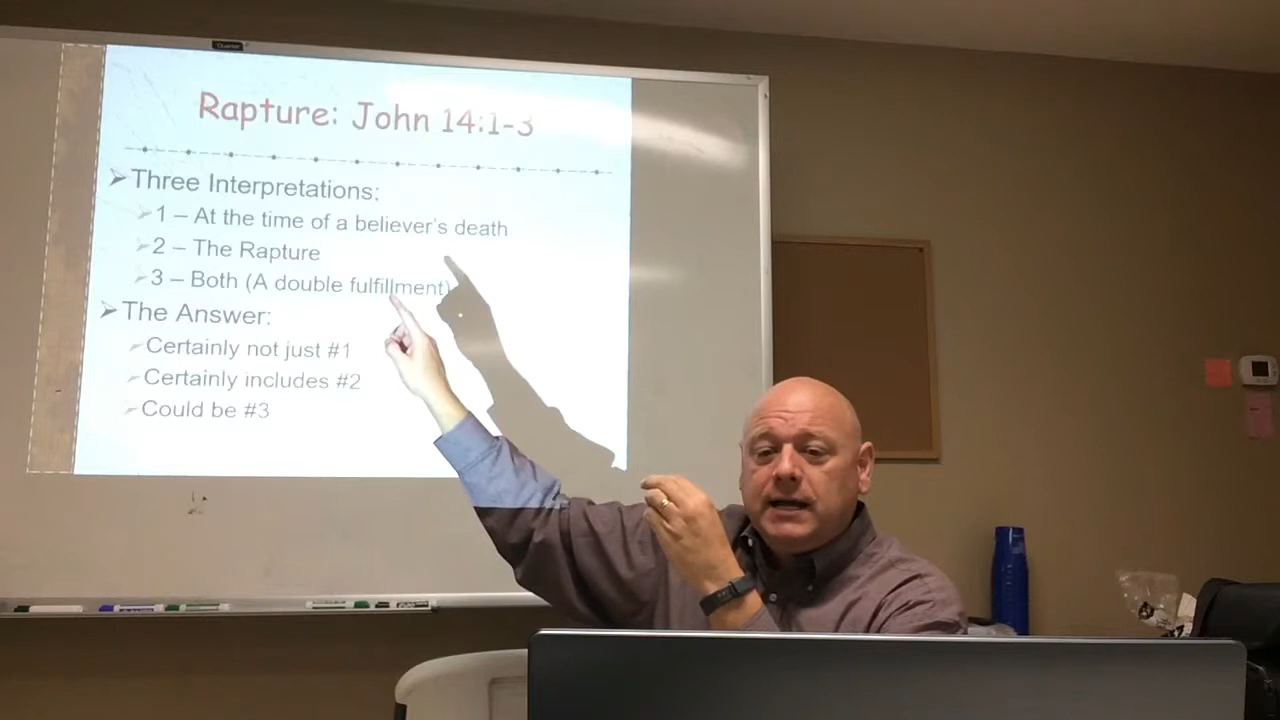 Quartet
Rapture: John 14:1-3
Three Interpretations:
1 – At the time of a believer's death
2 – The Rapture
3 – Both (A double fulfillment)
The Answer:
Certainly not just #1
Certainly includes #2
Could be #3